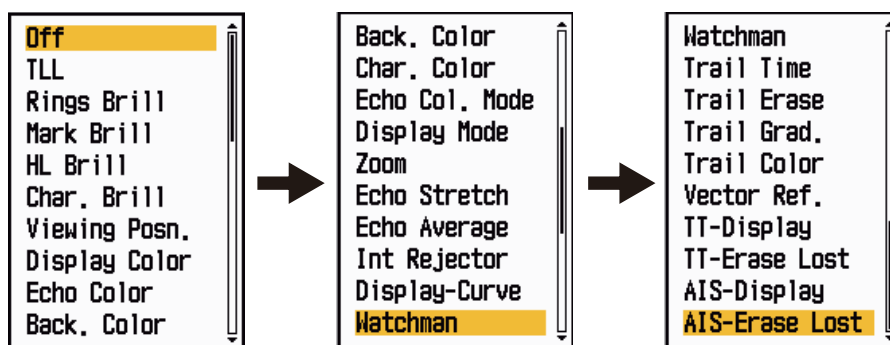 Off
TLL
Rings Brill
Mark Brill
HL Brill
Char. Brill
Viewing Posn.
Display Color
Echo Color
Back. Color
Back. Color
Char. Color
Echo Col. Mode
Display Mode
Zoom
Echo Stretch
Echo Average
Int Rejector
Display-Curve
Watchman
Watchman
Trail Time
Trail Erase
Trail Grad.
Trail Color
Vector Ref.
TT-Display
TT-Erase Lost
AIS-Display
AIS-Erase Lost